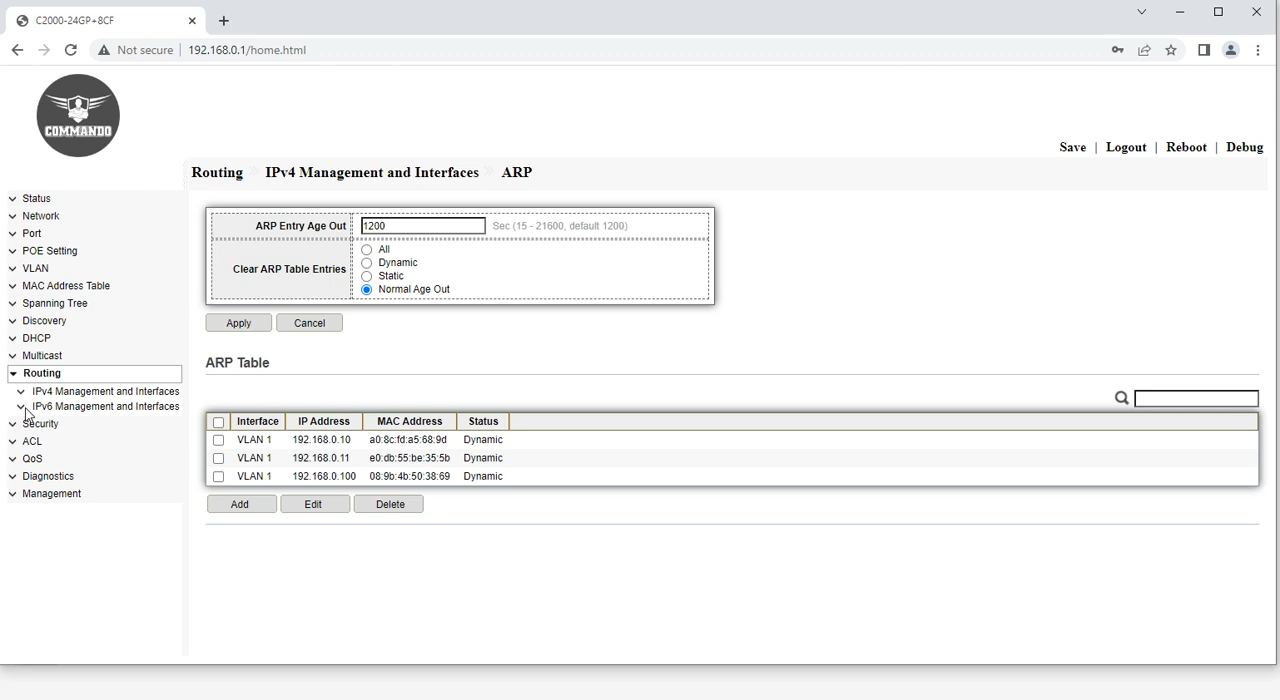 C2000-24GP+8CF
Not secure | 192.168.0.1/home.html
COMMANDO
Save | Logout | Reboot | Debug
Routing IPv4 Management and Interfaces ARP
Status
Network
Port
POE Setting
VLAN
MAC Address Table
Spanning Tree
Discovery
DHCP
Multicast
Routing
IPv4 Management and Interfaces
IPv6 Management and Interfaces
Security
ACL
QoS
Diagnostics
Management
ARP Entry Age Out 1200 Sec (15 - 21600, default 1200)
Clear ARP Table Entries
All
Dynamic
Static
Normal Age Out
Apply Cancel
ARP Table
Interface IP Address MAC Address Status
VLAN 1 192.168.0.10 a0:8c:fd:a5:68:9d Dynamic
VLAN 1 192.168.0.11 e0:db:55:be:35:5b Dynamic
VLAN 1 192.168.0.100 08:9b:4b:50:38:69 Dynamic
Add Edit Delete